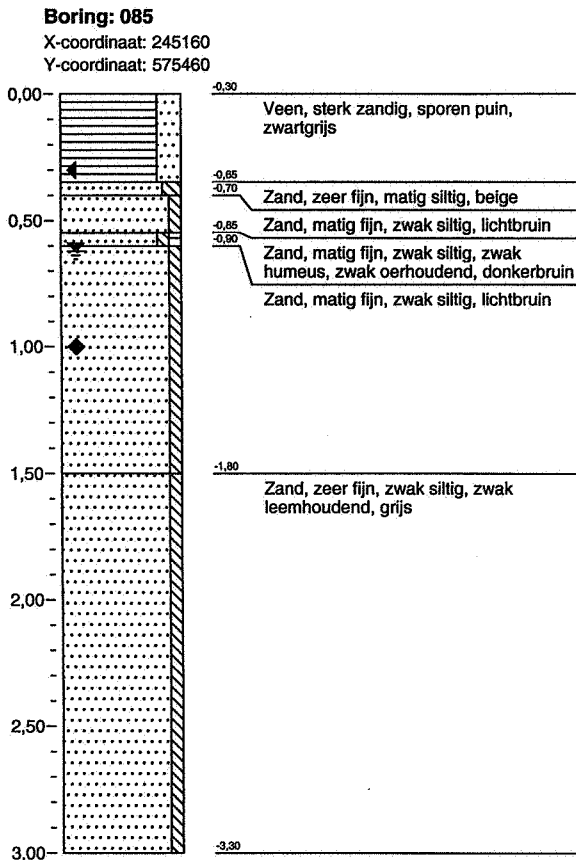 Boring: 085
X-coordinaat: 245160
Y-coordinaat: 575460
0,00
-0,30
Veen, sterk zandig, sporen puin,
zwartgrijs
-0,65
-0,70
Zand, zeer fijn, matig siltig, beige
0,50
-0,85
Zand, matig fijn, zwak siltig, lichtbruin
-0,90
Zand, matig fijn, zwak siltig, zwak
humeus, zwak oerhoudend, donkerbruin
Zand, matig fijn, zwak siltig, lichtbruin
1,00
1,50
-1,80
Zand, zeer fijn, zwak siltig, zwak
leemhoudend, grijs
2,00
2,50
3.00
-3,30